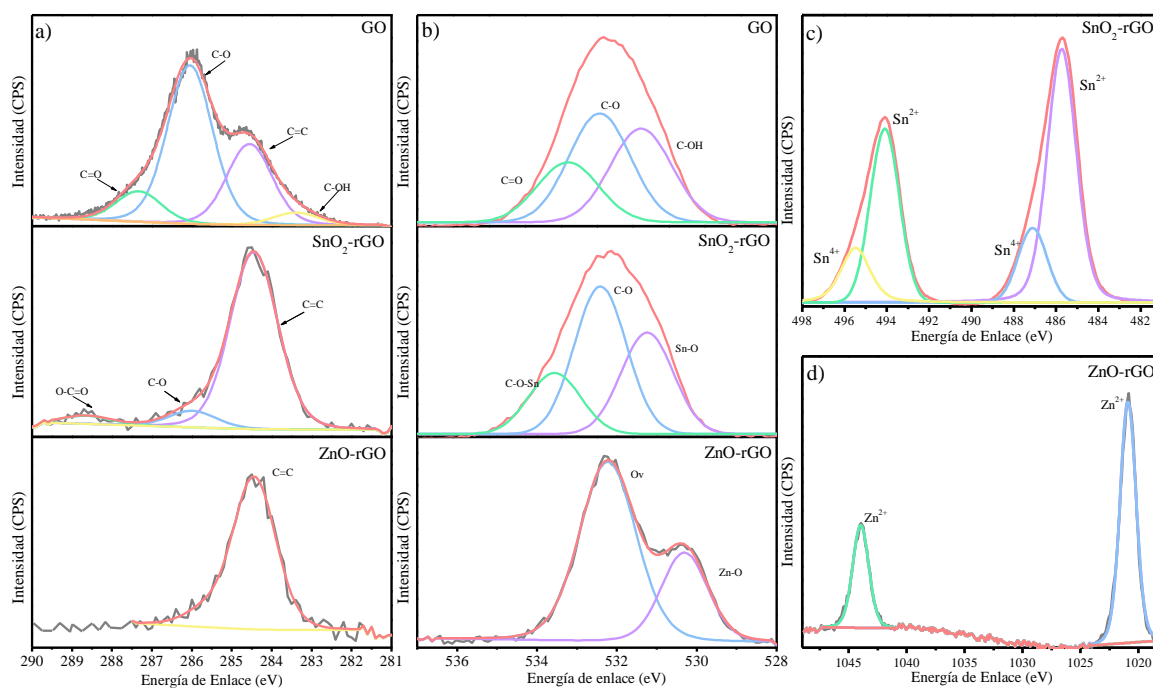 a)
GO
C-O
C=C
C=O
C-OH
Intensidad (CPS)
SnO₂-rGO
C=C
C-O
O-C=O
Intensidad (CPS)
ZnO-rGO
C=C
Intensidad (CPS)
290 289 288 287 286 285 284 283 282 281
Energía de Enlace (eV)
b)
GO
C-O
C-OH
C=O
Intensidad (CPS)
SnO₂-rGO
C-O
Sn-O
C-O-Sn
Intensidad (CPS)
ZnO-rGO
Ov
Zn-O
Intensidad (CPS)
536 534 532 530 528
Energía de enlace (eV)
c)
SnO₂-rGO
Sn²⁺
Sn²⁺
Sn⁴⁺
Sn⁴⁺
Intensidad (CPS)
498 496 494 492 490 488 486 484 482
Energía de Enlace (eV)
d)
ZnO-rGO
Zn²⁺
Zn²⁺
Intensidad (CPS)
1045 1040 1035 1030 1025 1020
Energía de Enlace (eV)